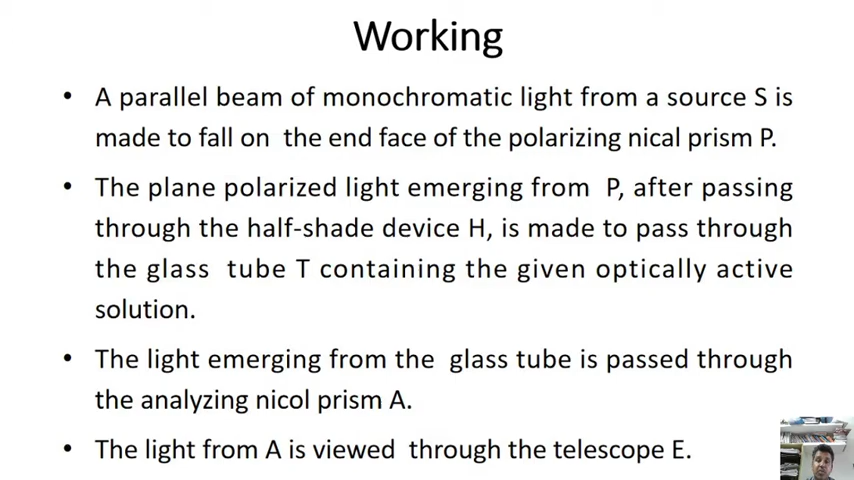 Working
• A parallel beam of monochromatic light from a source S is
made to fall on the end face of the polarizing nical prism P.
• The plane polarized light emerging from P, after passing
through the half-shade device H, is made to pass through
the glass tube T containing the given optically active
solution.
• The light emerging from the glass tube is passed through
the analyzing nicol prism A.
• The light from A is viewed through the telescope E.